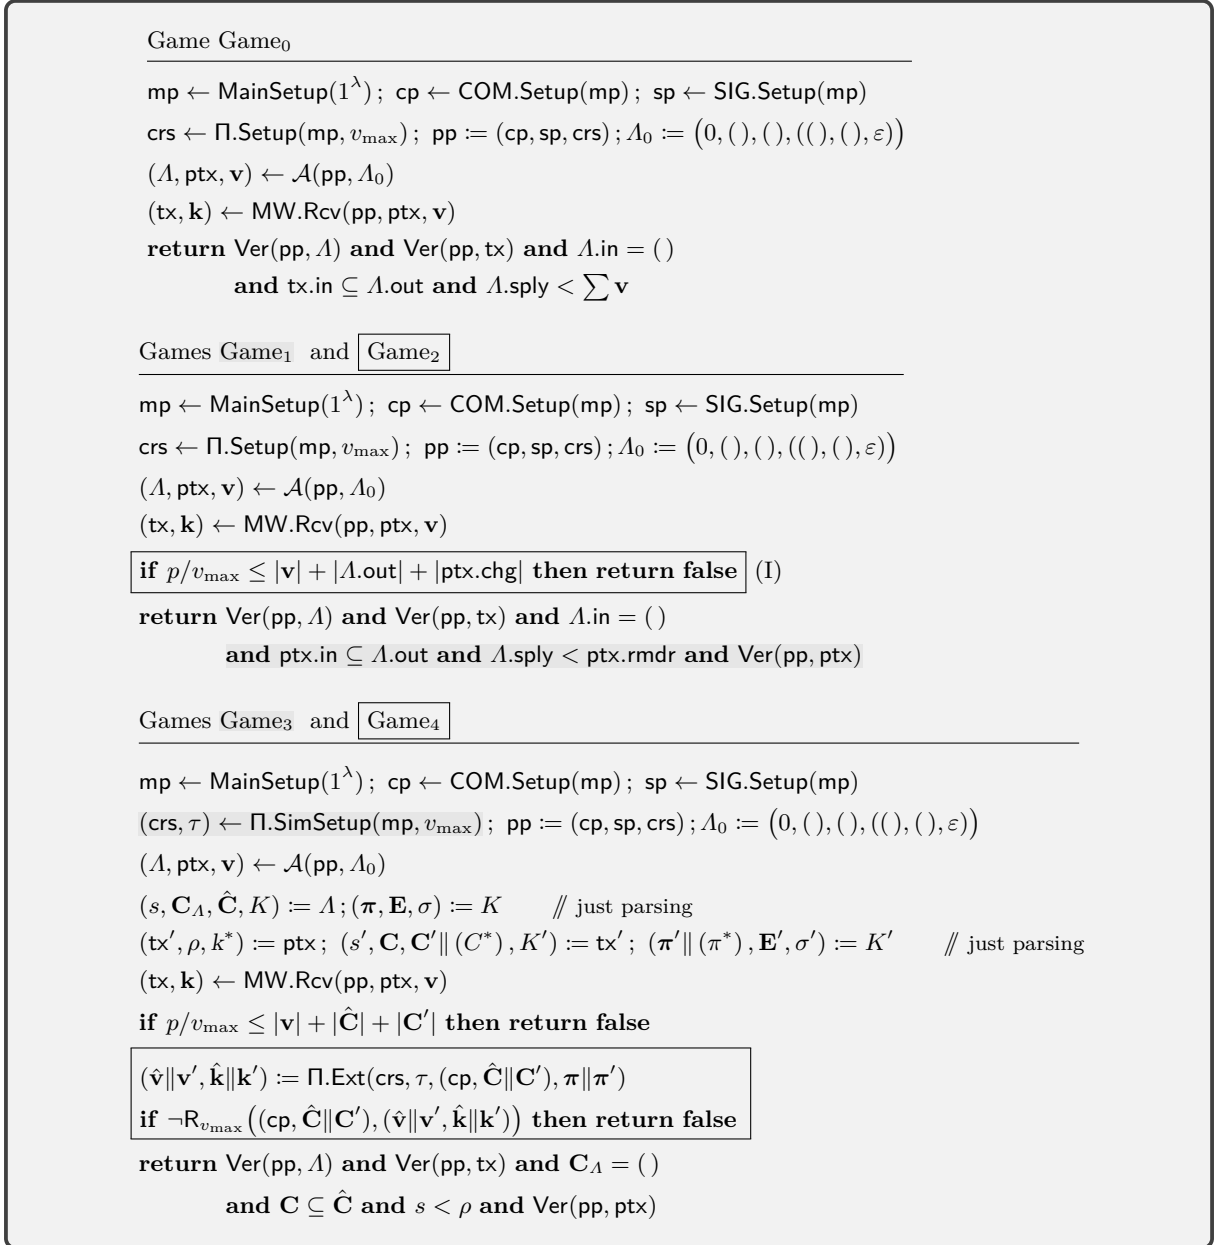 Game Game₀
mp ← MainSetup(1^λ) ; cp ← COM.Setup(mp) ; sp ← SIG.Setup(mp)
crs ← Π.Setup(mp, v_max) ; pp := (cp, sp, crs) ; Λ₀ := (0, ( ), ( ), (( ), ( ), ε))
(Λ, ptx, v) ← 𝒜(pp, Λ₀)
(tx, k) ← MW.Rcv(pp, ptx, v)
return Ver(pp, Λ) and Ver(pp, tx) and Λ.in = ( )
and tx.in ⊆ Λ.out and Λ.sply < ∑ v
Games Game₁ and Game₂
mp ← MainSetup(1^λ) ; cp ← COM.Setup(mp) ; sp ← SIG.Setup(mp)
crs ← Π.Setup(mp, v_max) ; pp := (cp, sp, crs) ; Λ₀ := (0, ( ), ( ), (( ), ( ), ε))
(Λ, ptx, v) ← 𝒜(pp, Λ₀)
(tx, k) ← MW.Rcv(pp, ptx, v)
if p/v_max ≤ |v| + |Λ.out| + |ptx.chg| then return false (I)
return Ver(pp, Λ) and Ver(pp, tx) and Λ.in = ( )
and ptx.in ⊆ Λ.out and Λ.sply < ptx.rmdr and Ver(pp, ptx)
Games Game₃ and Game₄
mp ← MainSetup(1^λ) ; cp ← COM.Setup(mp) ; sp ← SIG.Setup(mp)
(crs, τ) ← Π.SimSetup(mp, v_max) ; pp := (cp, sp, crs) ; Λ₀ := (0, ( ), ( ), (( ), ( ), ε))
(Λ, ptx, v) ← 𝒜(pp, Λ₀)
(s, C_Λ, Ĉ, K) := Λ ; (π, E, σ) := K // just parsing
(tx′, ρ, k*) := ptx ; (s′, C, C′‖ (C*) , K′) := tx′ ; (π′‖ (π*) , E′, σ′) := K′ // just parsing
(tx, k) ← MW.Rcv(pp, ptx, v)
if p/v_max ≤ |v| + |Ĉ| + |C′| then return false
(v̂‖v′, k̂‖k′) := Π.Ext(crs, τ, (cp, Ĉ‖C′), π‖π′)
if ¬R_{v_max}((cp, Ĉ‖C′), (v̂‖v′, k̂‖k′)) then return false
return Ver(pp, Λ) and Ver(pp, tx) and C_Λ = ( )
and C ⊆ Ĉ and s < ρ and Ver(pp, ptx)